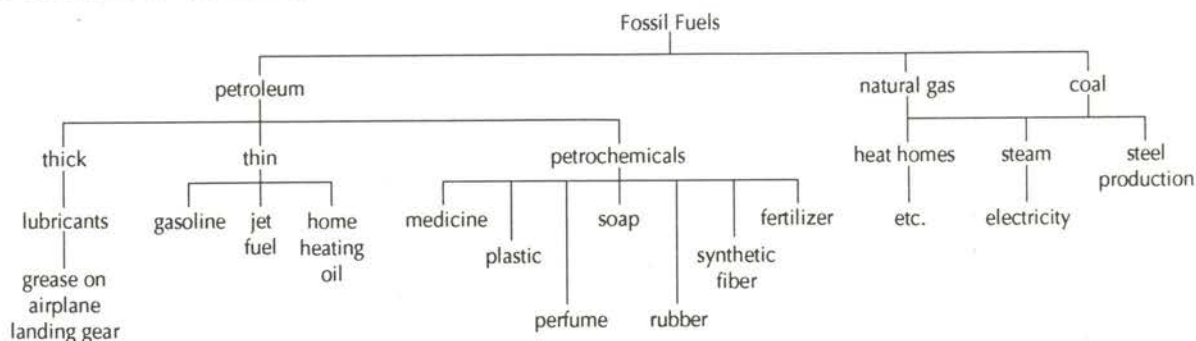 Fossil Fuels
petroleum
natural gas
coal
thick
thin
petrochemicals
heat homes
steam
steel
production
lubricants
gasoline
jet
fuel
home
heating
oil
medicine
plastic
perfume
soap
rubber
synthetic
fiber
fertilizer
etc.
electricity
grease on
airplane
landing gear